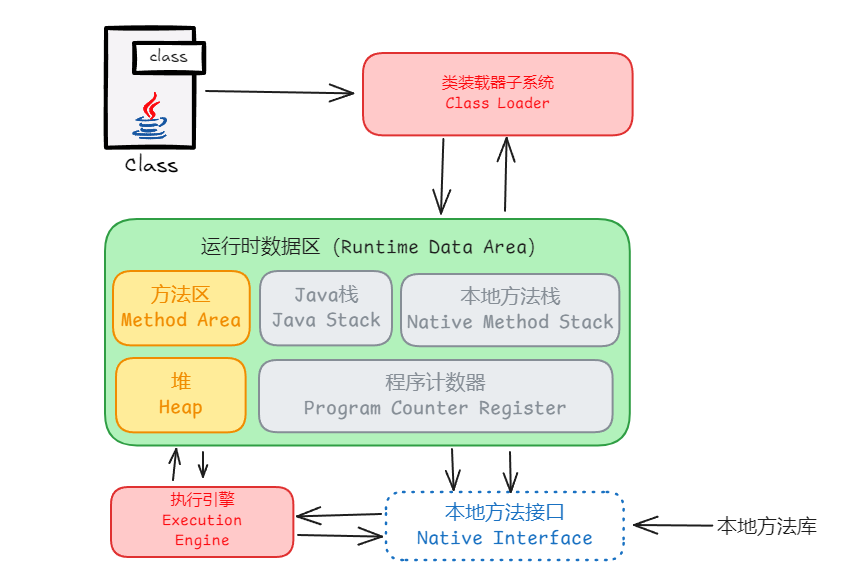 class
Class
类装载器子系统
Class Loader
运行时数据区 (Runtime Data Area)
方法区
Method Area
Java栈
Java Stack
本地方法栈
Native Method Stack
堆
Heap
程序计数器
Program Counter Register
执行引擎
Execution
Engine
本地方法接口
Native Interface
本地方法库